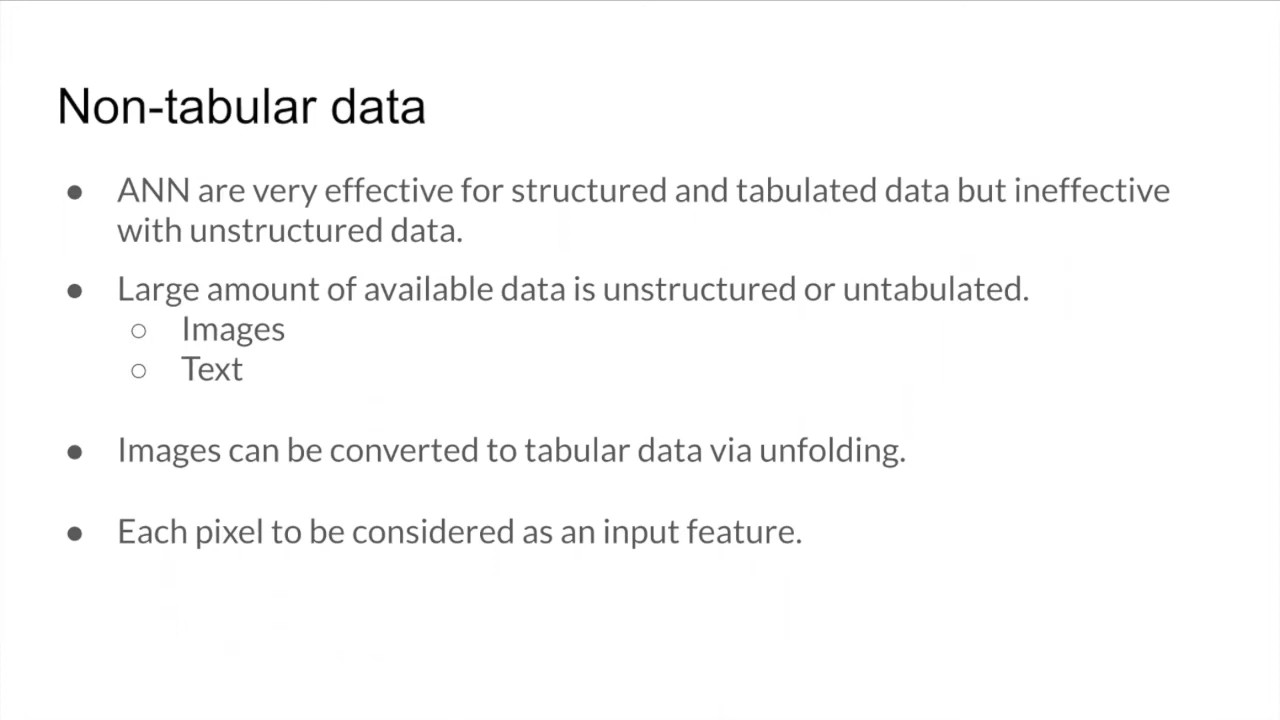 Non-tabular data
● ANN are very effective for structured and tabulated data but ineffective
with unstructured data.
● Large amount of available data is unstructured or untabulated.
○ Images
○ Text
● Images can be converted to tabular data via unfolding.
● Each pixel to be considered as an input feature.